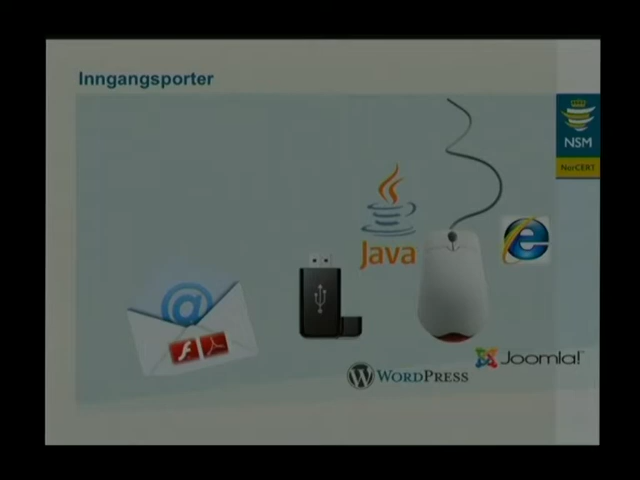 Inngangsporter
NSM
NorCERT
Java
@
WORDPRESS
Joomla!